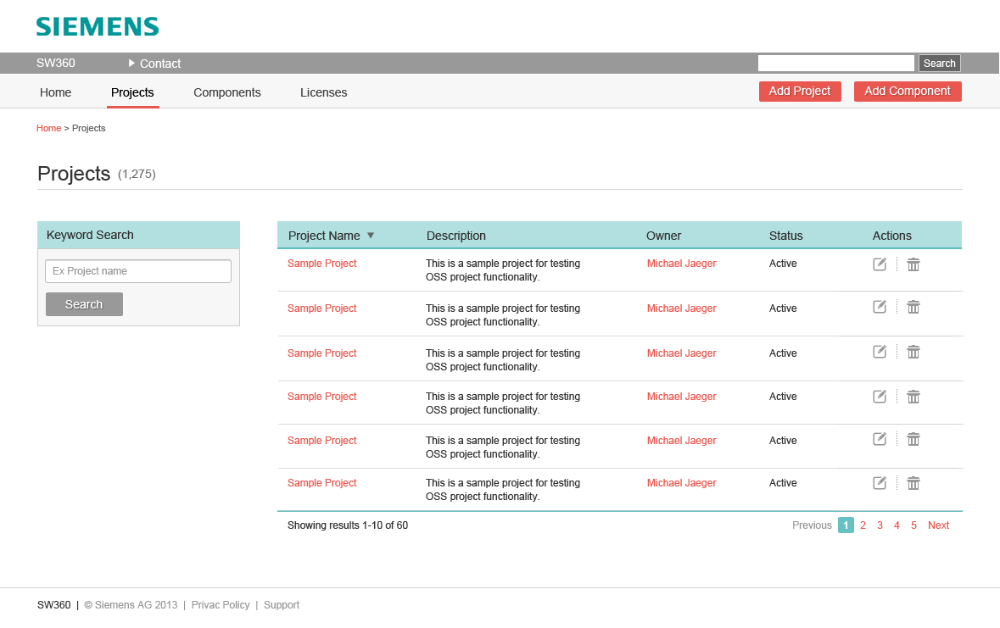 SIEMENS
SW360 Contact Search
Home Projects Components Licenses Add Project Add Component
Home > Projects
Projects (1,275)
Keyword Search
Ex Project name
Search
Project Name Description Owner Status Actions
Sample Project This is a sample project for testing Michael Jaeger Active
OSS project functionality.
Sample Project This is a sample project for testing Michael Jaeger Active
OSS project functionality.
Sample Project This is a sample project for testing Michael Jaeger Active
OSS project functionality.
Sample Project This is a sample project for testing Michael Jaeger Active
OSS project functionality.
Sample Project This is a sample project for testing Michael Jaeger Active
OSS project functionality.
Sample Project This is a sample project for testing Michael Jaeger Active
OSS project functionality.
Showing results 1-10 of 60 Previous 1 2 3 4 5 Next
SW360 | © Siemens AG 2013 | Privac Policy | Support